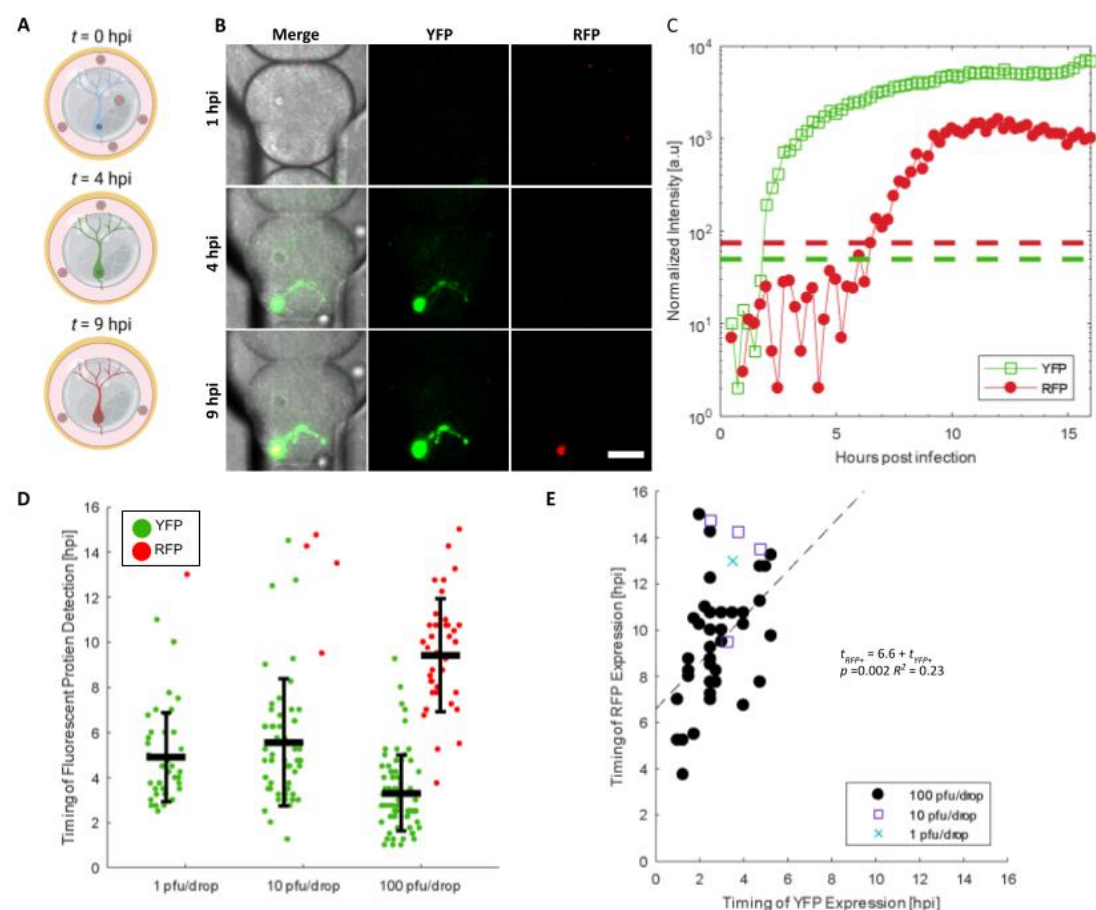 A
t = 0 hpi
t = 4 hpi
t = 9 hpi
B
Merge
YFP
RFP
1 hpi
4 hpi
9 hpi
C
Normalized Intensity [a.u]
10^4
10^3
10^2
10^1
10^0
0
5
10
15
Hours post infection
YFP
RFP
D
Timing of Fluorescent Protien Detection [hpi]
16
14
12
10
8
6
4
2
0
YFP
RFP
1 pfu/drop
10 pfu/drop
100 pfu/drop
E
Timing of RFP Expression [hpi]
16
14
12
10
8
6
4
2
0
t_RFP+ = 6.6 + t_YFP+
p =0.002 R^2 = 0.23
100 pfu/drop
10 pfu/drop
1 pfu/drop
0 2 4 6 8 10 12 14 16
Timing of YFP Expression [hpi]